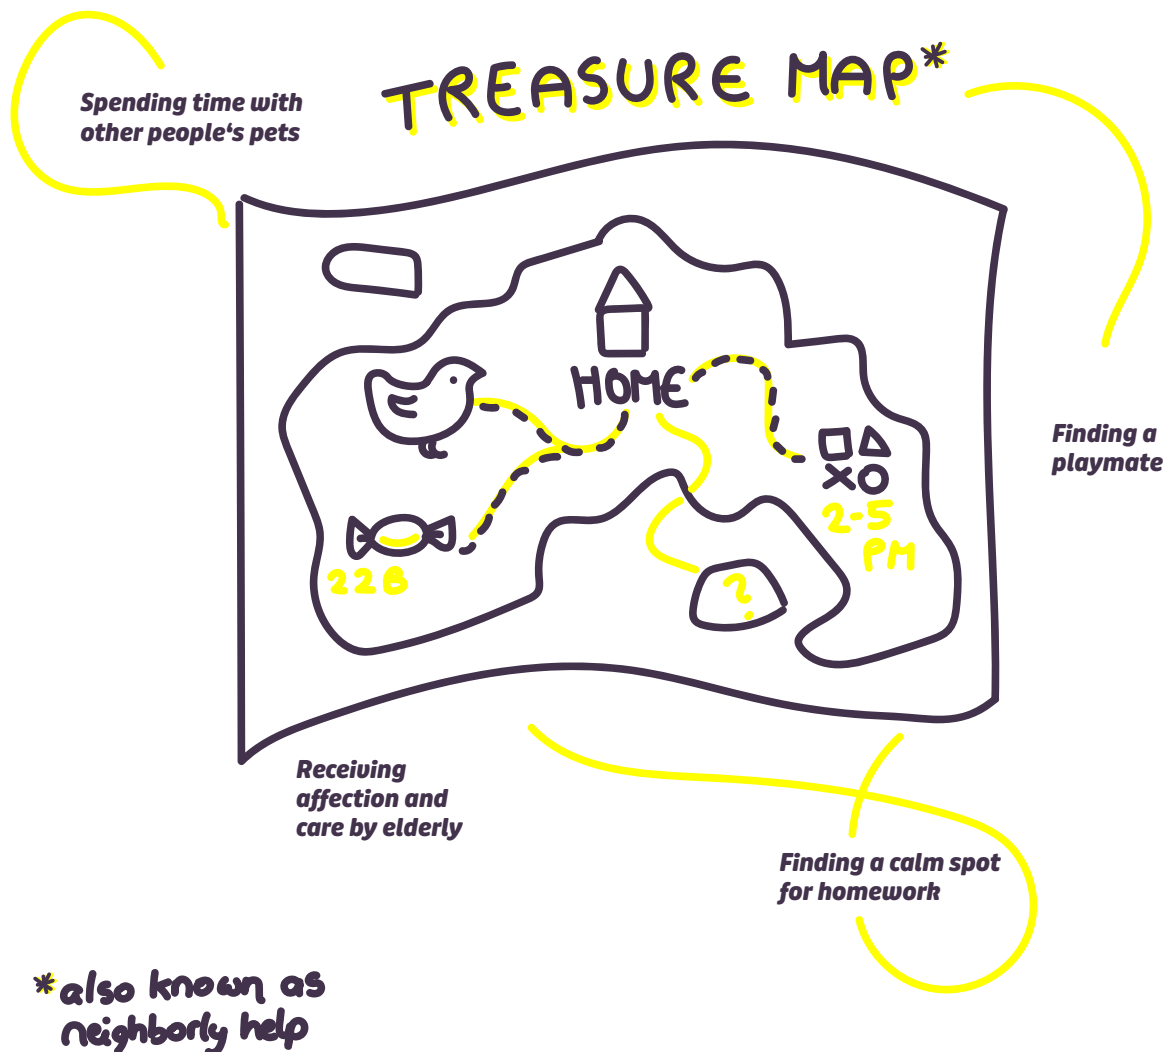 TREASURE MAP*
Spending time with
other people‘s pets
HOME
Finding a
playmate
2-5
PM
22B
?
Receiving
affection and
care by elderly
Finding a calm spot
for homework
*also known as
neighborly help